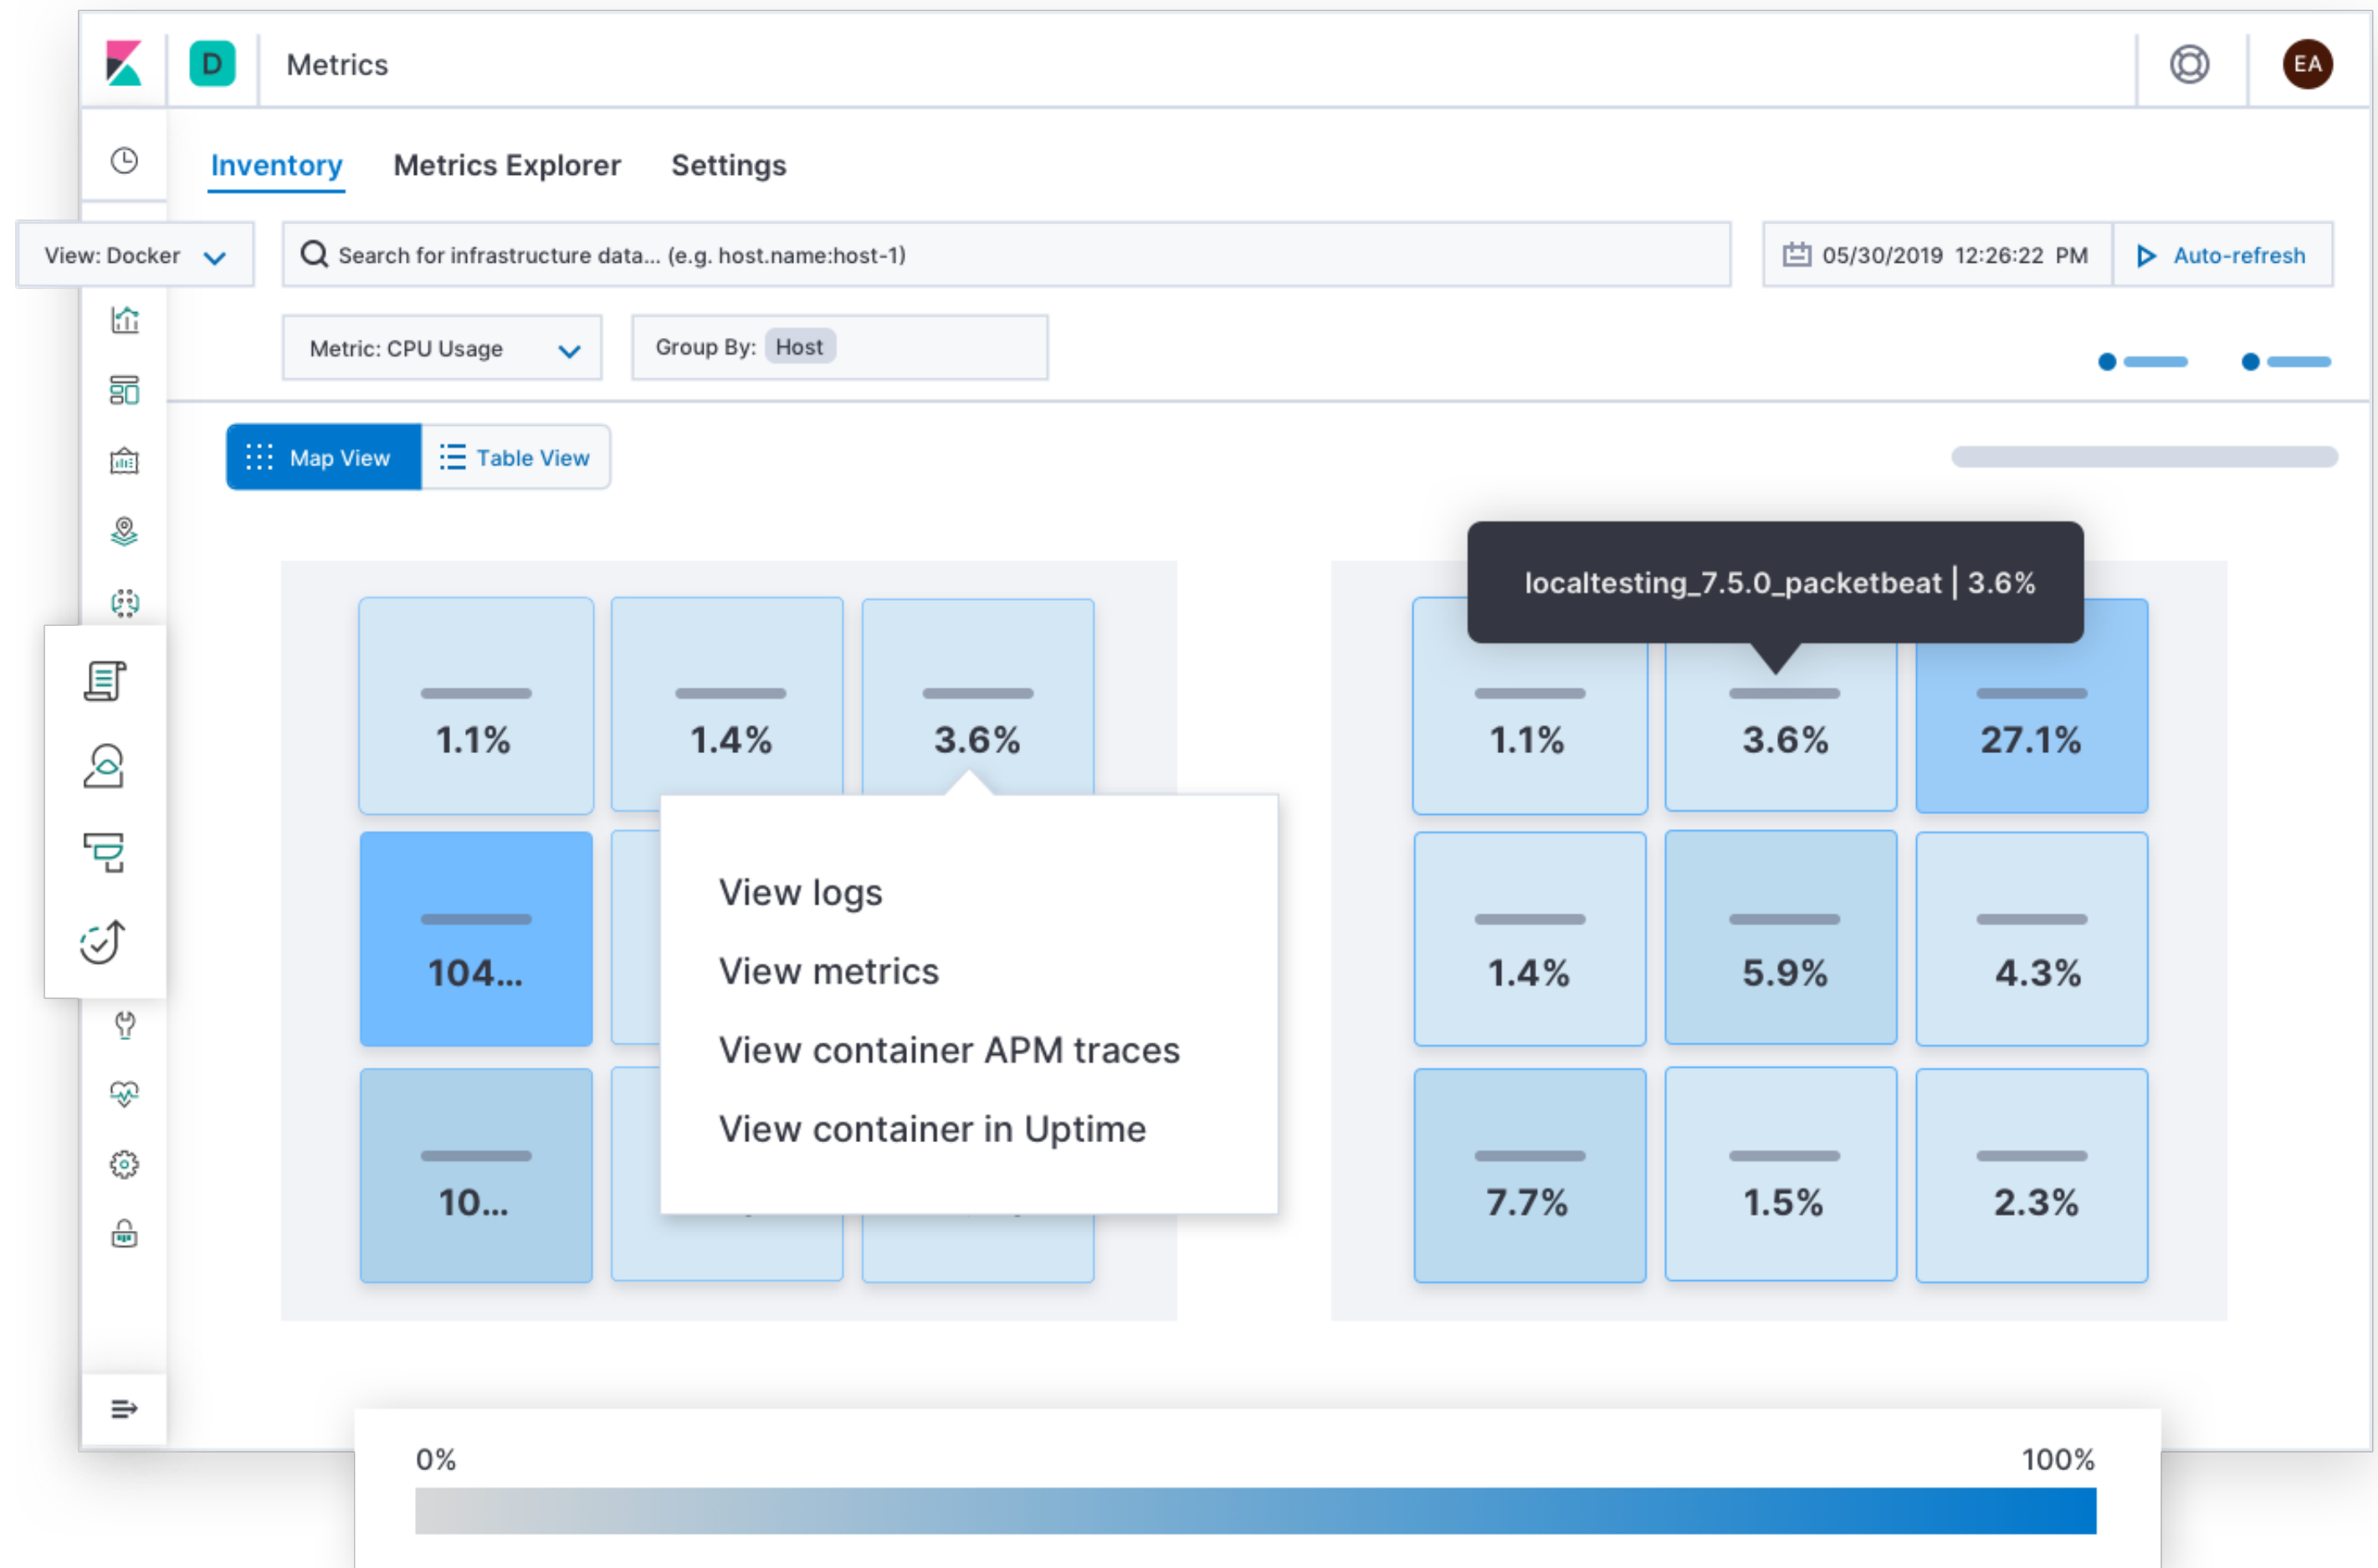 D Metrics EA
Inventory Metrics Explorer Settings
View: Docker Search for infrastructure data... (e.g. host.name:host-1) 05/30/2019 12:26:22 PM Auto-refresh
Metric: CPU Usage Group By: Host
Map View Table View
localtesting_7.5.0_packetbeat | 3.6%
1.1% 1.4% 3.6% 1.1% 3.6% 27.1%
View logs
104... View metrics 1.4% 5.9% 4.3%
View container APM traces
View container in Uptime
10... 7.7% 1.5% 2.3%
0% 100%